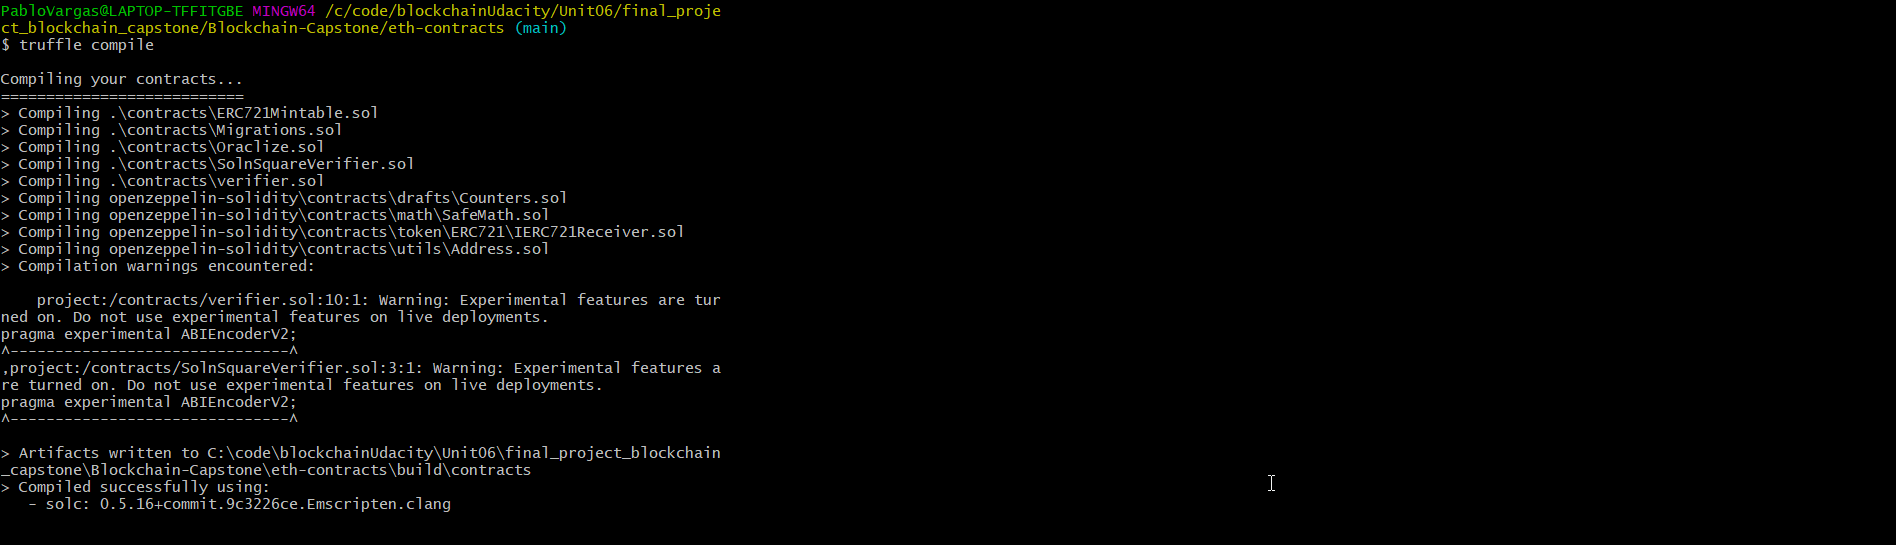 PabloVargas@LAPTOP-TFFITGBE MINGW64 /c/code/blockchainUdacity/Unit06/final_proje
ct_blockchain_capstone/Blockchain-Capstone/eth-contracts (main)
$ truffle compile
Compiling your contracts...
===========================
> Compiling .\contracts\ERC721Mintable.sol
> Compiling .\contracts\Migrations.sol
> Compiling .\contracts\Oraclize.sol
> Compiling .\contracts\SolnSquareVerifier.sol
> Compiling .\contracts\verifier.sol
> Compiling openzeppelin-solidity\contracts\drafts\Counters.sol
> Compiling openzeppelin-solidity\contracts\math\SafeMath.sol
> Compiling openzeppelin-solidity\contracts\token\ERC721\IERC721Receiver.sol
> Compiling openzeppelin-solidity\contracts\utils\Address.sol
> Compilation warnings encountered:
    project:/contracts/verifier.sol:10:1: Warning: Experimental features are tur
ned on. Do not use experimental features on live deployments.
pragma experimental ABIEncoderV2;
^-------------------------------^
,project:/contracts/SolnSquareVerifier.sol:3:1: Warning: Experimental features a
re turned on. Do not use experimental features on live deployments.
pragma experimental ABIEncoderV2;
^-------------------------------^
> Artifacts written to C:\code\blockchainUdacity\Unit06\final_project_blockchain
_capstone\Blockchain-Capstone\eth-contracts\build\contracts
> Compiled successfully using:
   - solc: 0.5.16+commit.9c3226ce.Emscripten.clang